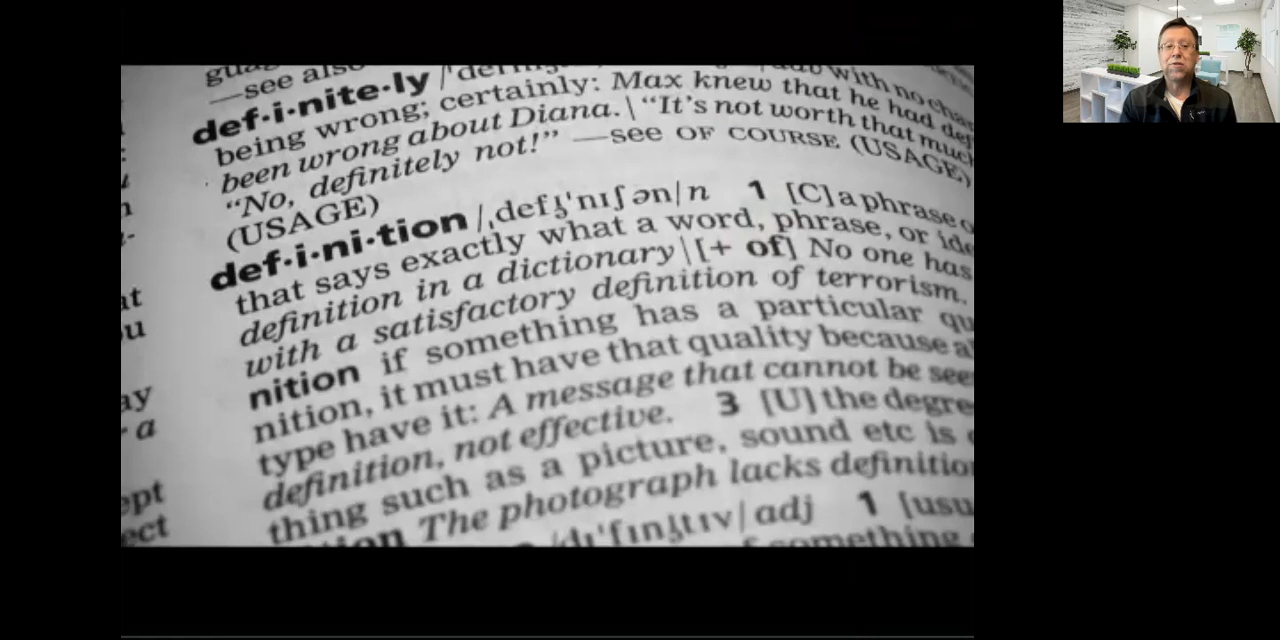 —see also
def·i·nite·ly
being wrong; certainly: Max knew that he had
been wrong about Diana. | "It's not worth that much
"No, definitely not!" —see OF COURSE (USAGE)
(USAGE)
def·i·ni·tion /ˌdefɪ̵ˈnɪʃən/ n 1 [C] a phrase
that says exactly what a word, phrase, or
definition in a dictionary | [+ of] No one has
with a satisfactory definition of terrorism.
nition if something has a particular
nition, it must have that quality because
type have it: A message that cannot be
definition, not effective. 3 [U] the
thing such as a picture, sound etc is
The photograph lacks
adj 1
something